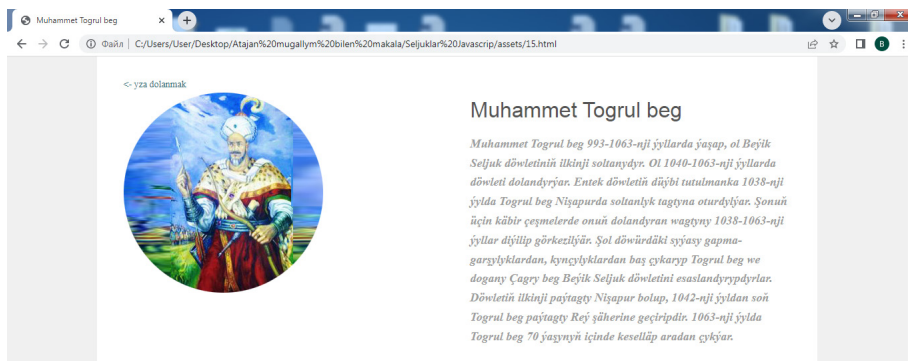 Muhammet Togrul beg
Файл | C:/Users/User/Desktop/Atajan%20mugallym%20bilen%20makala/Seljuklar%20Javascrip/assets/15.html
B
<- yza dolanmak
Muhammet Togrul beg
Muhammet Togrul beg 993-1063-nji ýyllarda ýaşap, ol Beýik
Seljuk döwletiniň ilkinji soltanydyr. Ol 1040-1063-nji ýyllarda
döwleti dolandyrýar. Entek döwletiň düýbi tutulmanka 1038-nji
ýylda Togrul beg Nişapurda soltanlyk tagtyna oturdylýar. Şonuň
üçin käbir çeşmelerde onuň dolandyran wagtyny 1038-1063-nji
ýyllar diýilip görkezilýär. Şol döwürdäki syýasy gapma-
garşylyklardan, kynçylyklardan baş çykaryp Togrul beg we
dogany Çagry beg Beýik Seljuk döwletini esaslandyrypdyrlar.
Döwletiň ilkinji paýtagty Nişapur bolup, 1042-nji ýyldan soň
Togrul beg paýtagty Reý şäherine geçiripdir. 1063-nji ýylda
Togrul beg 70 ýaşynyň içinde keselläp aradan çykýar.